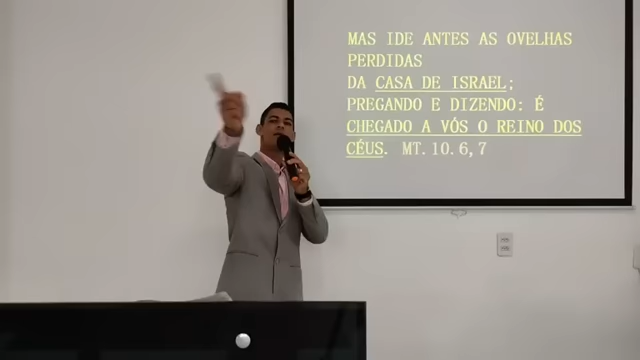 MAS IDE ANTES AS OVELHAS
PERDIDAS
DA CASA DE ISRAEL;
PREGANDO E DIZENDO: É
CHEGADO A VÓS O REINO DOS
CÉUS. MT.10.6,7